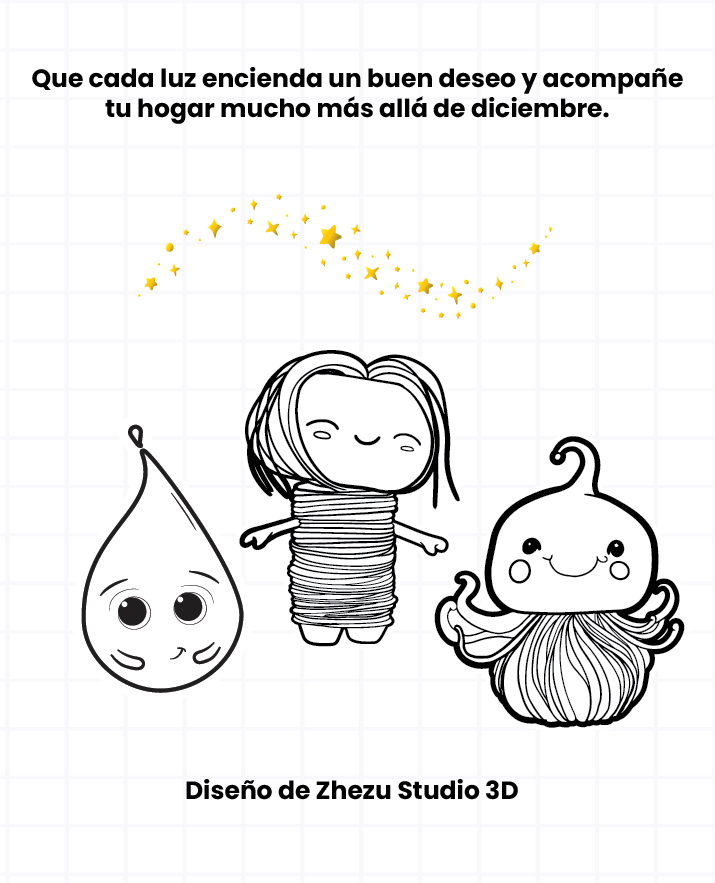 Que cada luz encienda un buen deseo y acompañe
tu hogar mucho más allá de diciembre.
Diseño de Zhezu Studio 3D